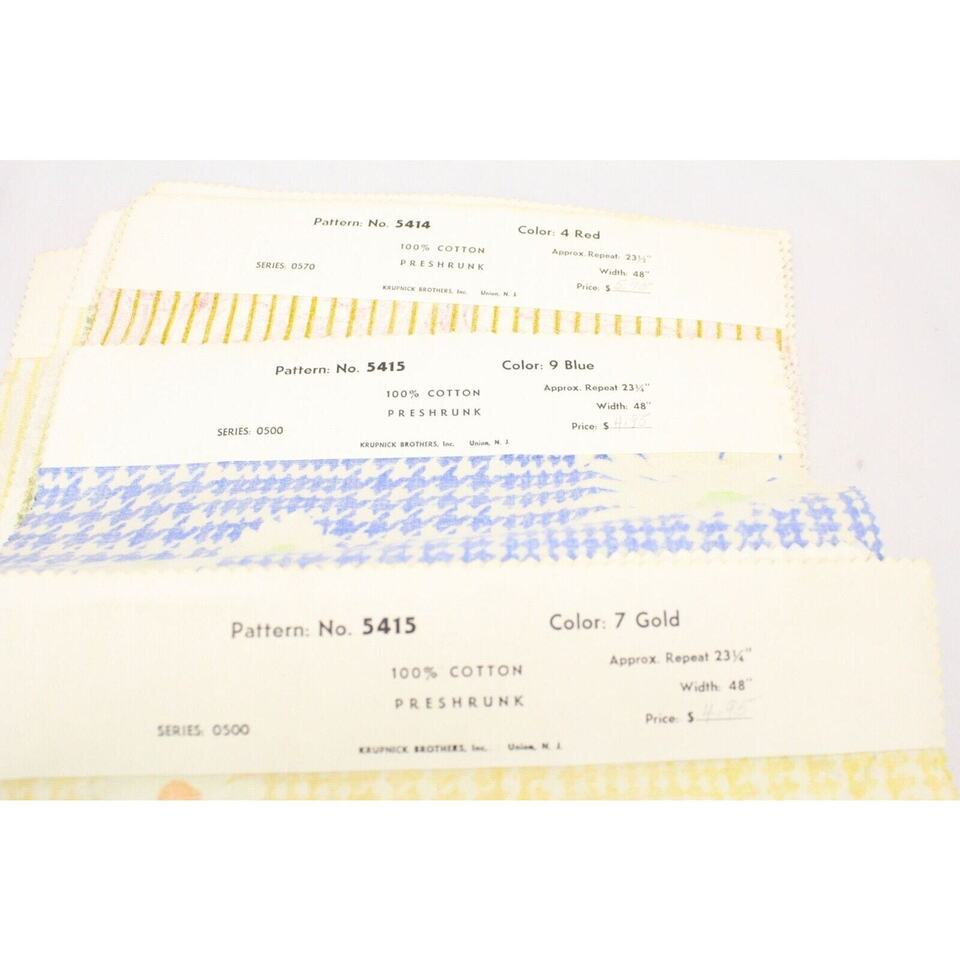 Pattern: No. 5414 Color: 4 Red
100% COTTON Approx. Repeat: 23½"
SERIES: 0570 PRESHRUNK Width: 48"
KRUPNICK BROTHERS, Inc. Union, N. J. Price: $
Pattern: No. 5415 Color: 9 Blue
100% COTTON Approx. Repeat 23¼"
PRESHRUNK Width: 48"
SERIES: 0500 Price: $ 4.95
KRUPNICK BROTHERS, Inc. Union, N. J.
Pattern: No. 5415 Color: 7 Gold
100% COTTON Approx. Repeat 23¼"
PRESHRUNK Width: 48"
SERIES: 0500 Price: $ 4.95
KRUPNICK BROTHERS, Inc. Union, N. J.